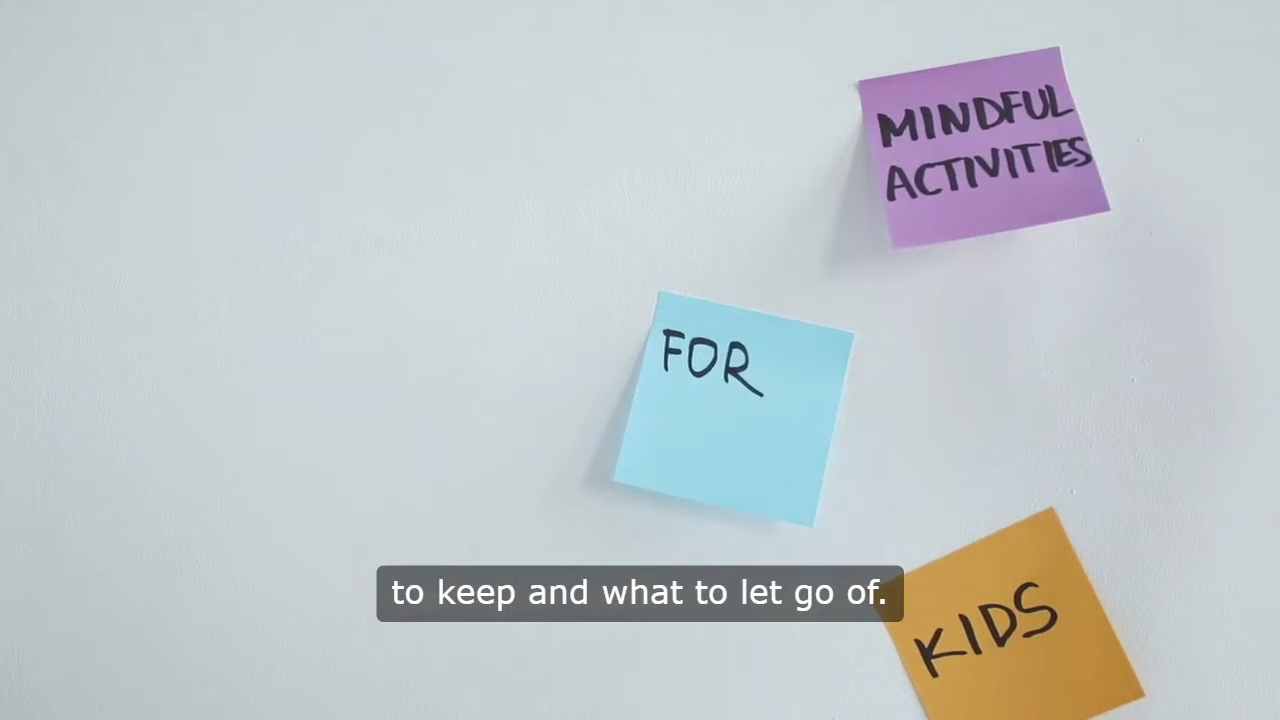 MINDFUL
ACTIVITIES
FOR
to keep and what to let go of.
KIDS